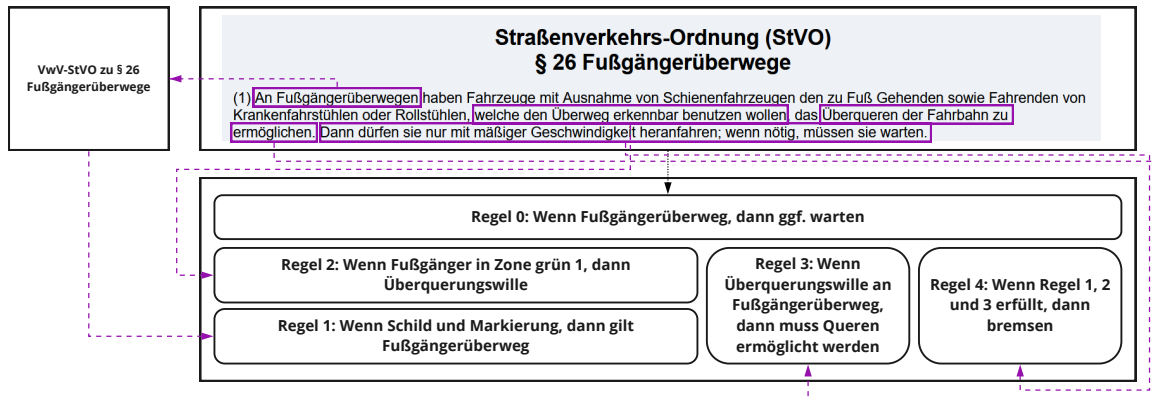 VwV-StVO zu § 26
Fußgängerüberwege
Straßenverkehrs-Ordnung (StVO)
§ 26 Fußgängerüberwege
(1) An Fußgängerüberwegen haben Fahrzeuge mit Ausnahme von Schienenfahrzeugen den zu Fuß Gehenden sowie Fahrenden von
Krankenfahrstühlen oder Rollstühlen, welche den Überweg erkennbar benutzen wollen, das Überqueren der Fahrbahn zu
ermöglichen. Dann dürfen sie nur mit mäßiger Geschwindigkeit heranfahren; wenn nötig, müssen sie warten.
Regel 0: Wenn Fußgängerüberweg, dann ggf. warten
Regel 2: Wenn Fußgänger in Zone grün 1, dann
Überquerungswille
Regel 1: Wenn Schild und Markierung, dann gilt
Fußgängerüberweg
Regel 3: Wenn
Überquerungswille an
Fußgängerüberweg,
dann muss Queren
ermöglicht werden
Regel 4: Wenn Regel 1, 2
und 3 erfüllt, dann
bremsen